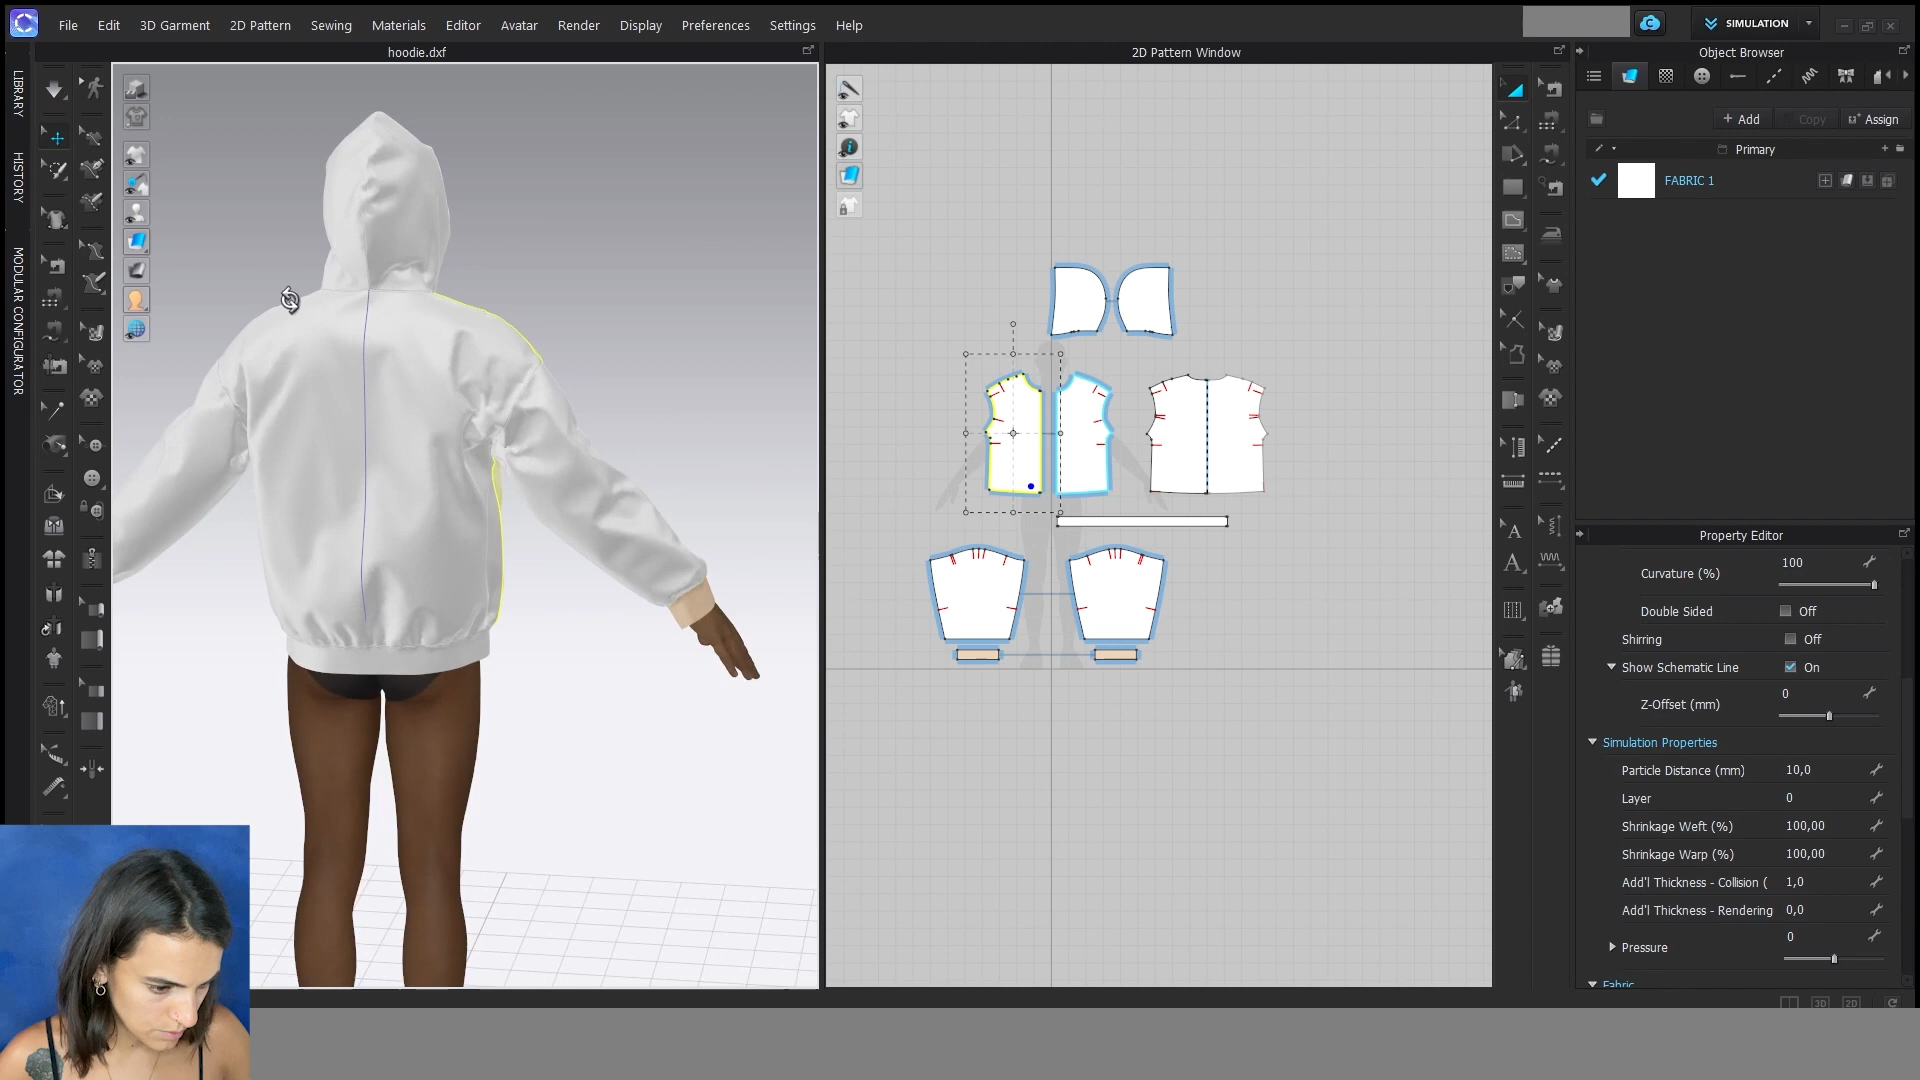 File Edit 3D Garment 2D Pattern Sewing Materials Editor Avatar Render Display Preferences Settings Help
SIMULATION
hoodie.dxf
2D Pattern Window
Object Browser
LIBRARY
HISTORY
MODULAR CONFIGURATOR
+ Add
Copy
Assign
Primary
FABRIC 1
Property Editor
Curvature (%) 100
Double Sided Off
Shirring Off
Show Schematic Line On
Z-Offset (mm) 0
Simulation Properties
Particle Distance (mm) 10,0
Layer 0
Shrinkage Weft (%) 100,00
Shrinkage Warp (%) 100,00
Add'l Thickness - Collision ( 1,0
Add'l Thickness - Rendering 0,0
Pressure 0
Fabric
3D 2D